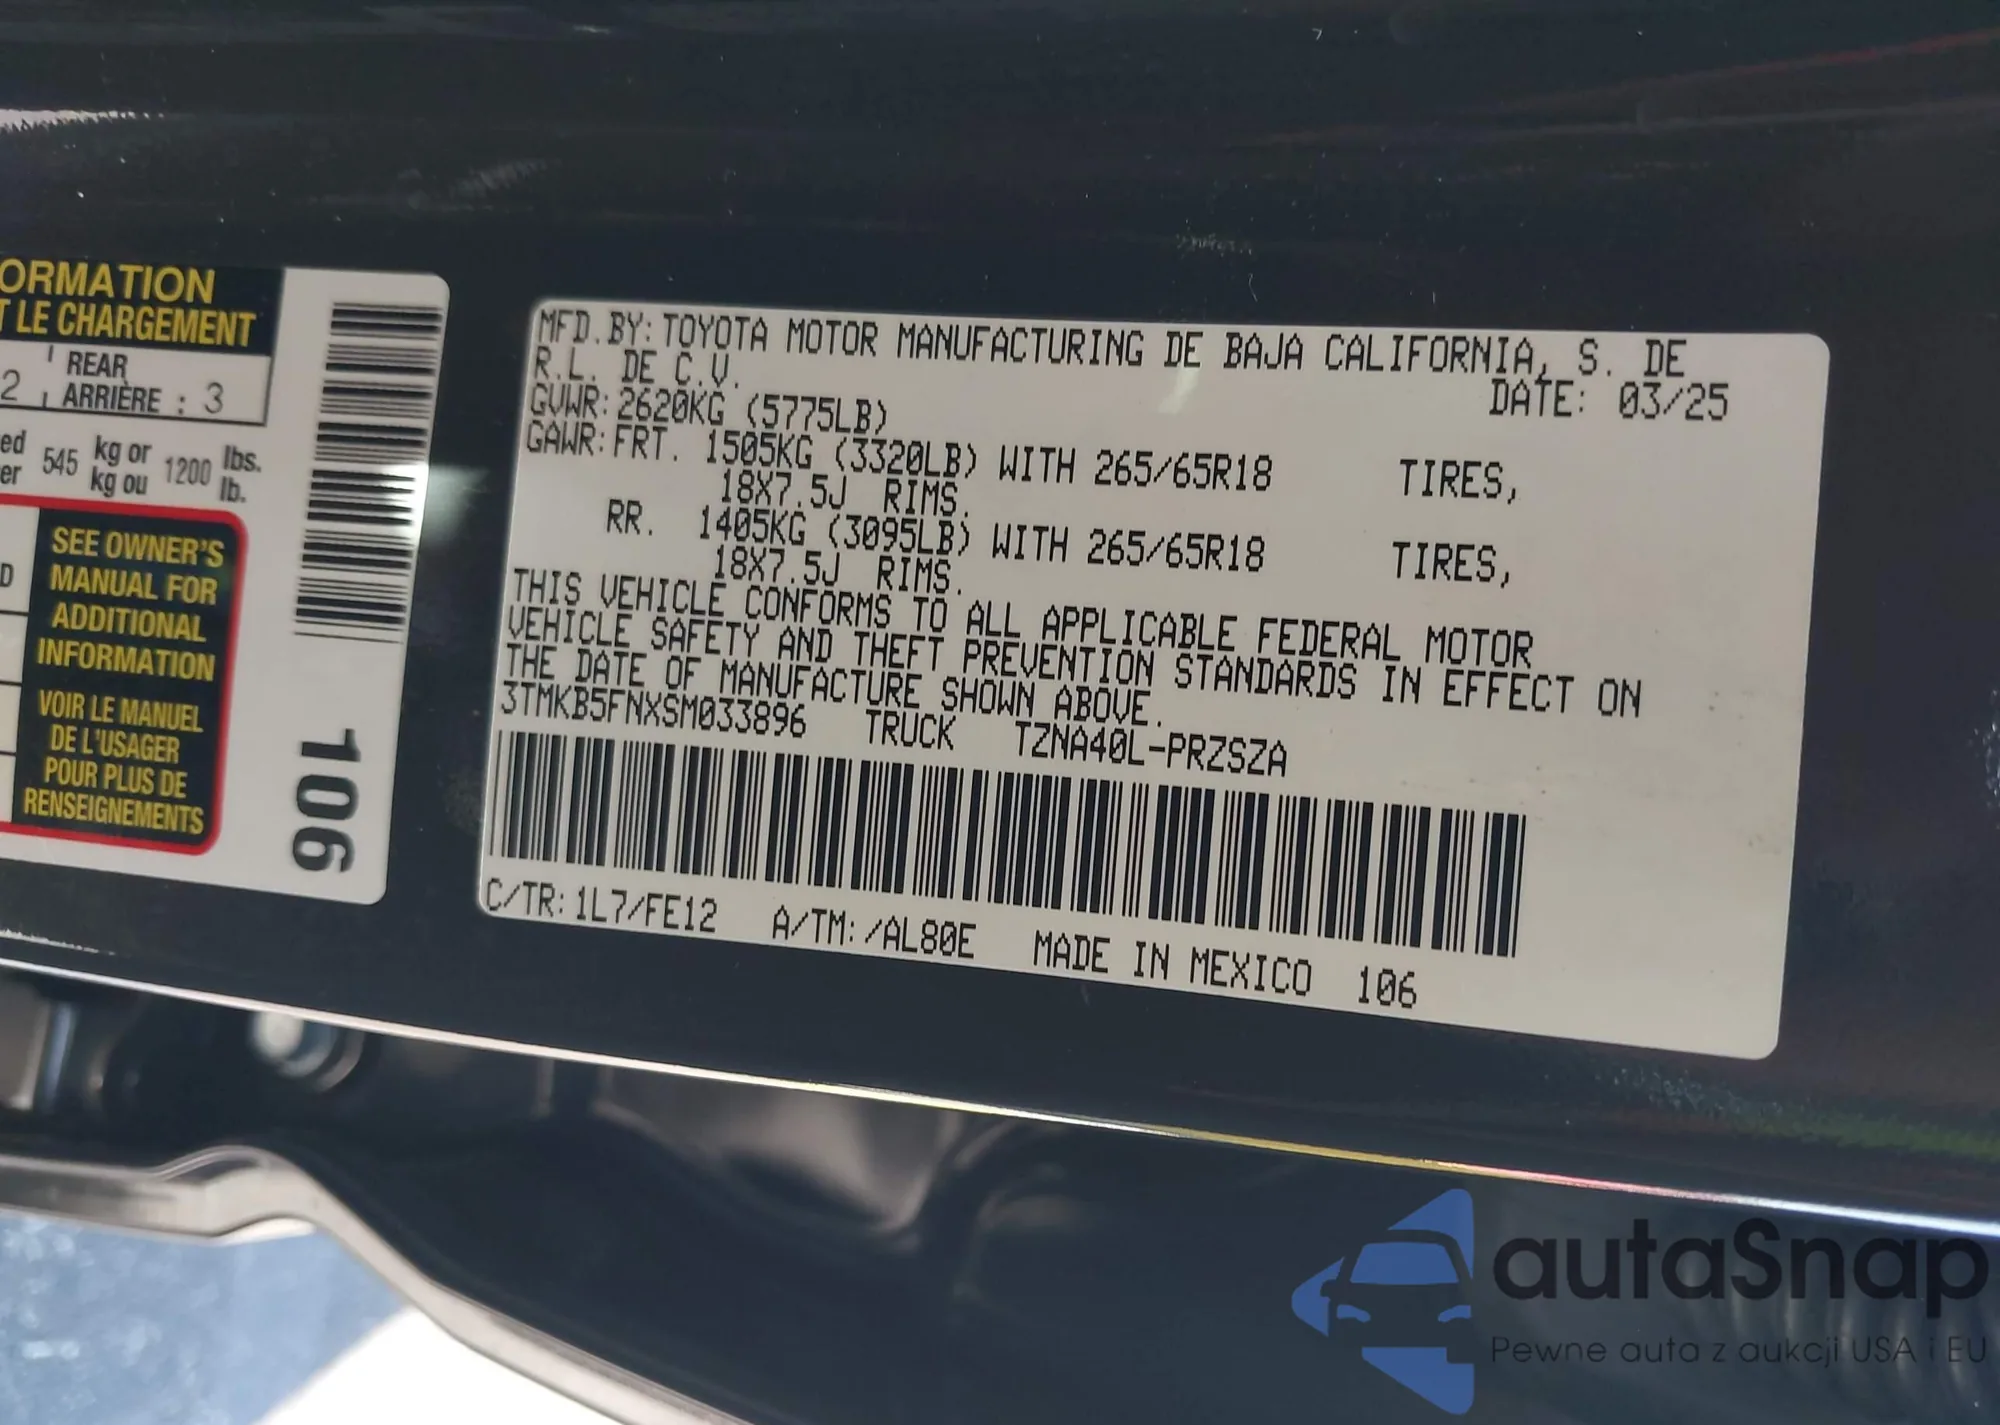 ORMATION
T LE CHARGEMENT
2 REAR
ARRIÈRE : 3
ed
er 545 kg or
kg ou 1200 lbs.
lb.
D
SEE OWNER'S
MANUAL FOR
ADDITIONAL
INFORMATION
VOIR LE MANUEL
DE L'USAGER
POUR PLUS DE
RENSEIGNEMENTS
106
MFD.BY: TOYOTA MOTOR MANUFACTURING DE BAJA CALIFORNIA, S. DE
R.L. DE C.V.
DATE: 03/25
GVWR: 2620KG (5775LB)
GAWR: FRT. 1505KG (3320LB) WITH 265/65R18 TIRES,
18X7.5J RIMS.
RR. 1405KG (3095LB) WITH 265/65R18 TIRES,
18X7.5J RIMS.
THIS VEHICLE CONFORMS TO ALL APPLICABLE FEDERAL MOTOR
VEHICLE SAFETY AND THEFT PREVENTION STANDARDS IN EFFECT ON
THE DATE OF MANUFACTURE SHOWN ABOVE.
3TMKB5FNXSM033896 TRUCK TZNA40L-PRZSZA
C/TR: 1L7/FE12 A/TM: /AL80E MADE IN MEXICO 106
autaSnap
Pewne auta z aukcji USA i EU